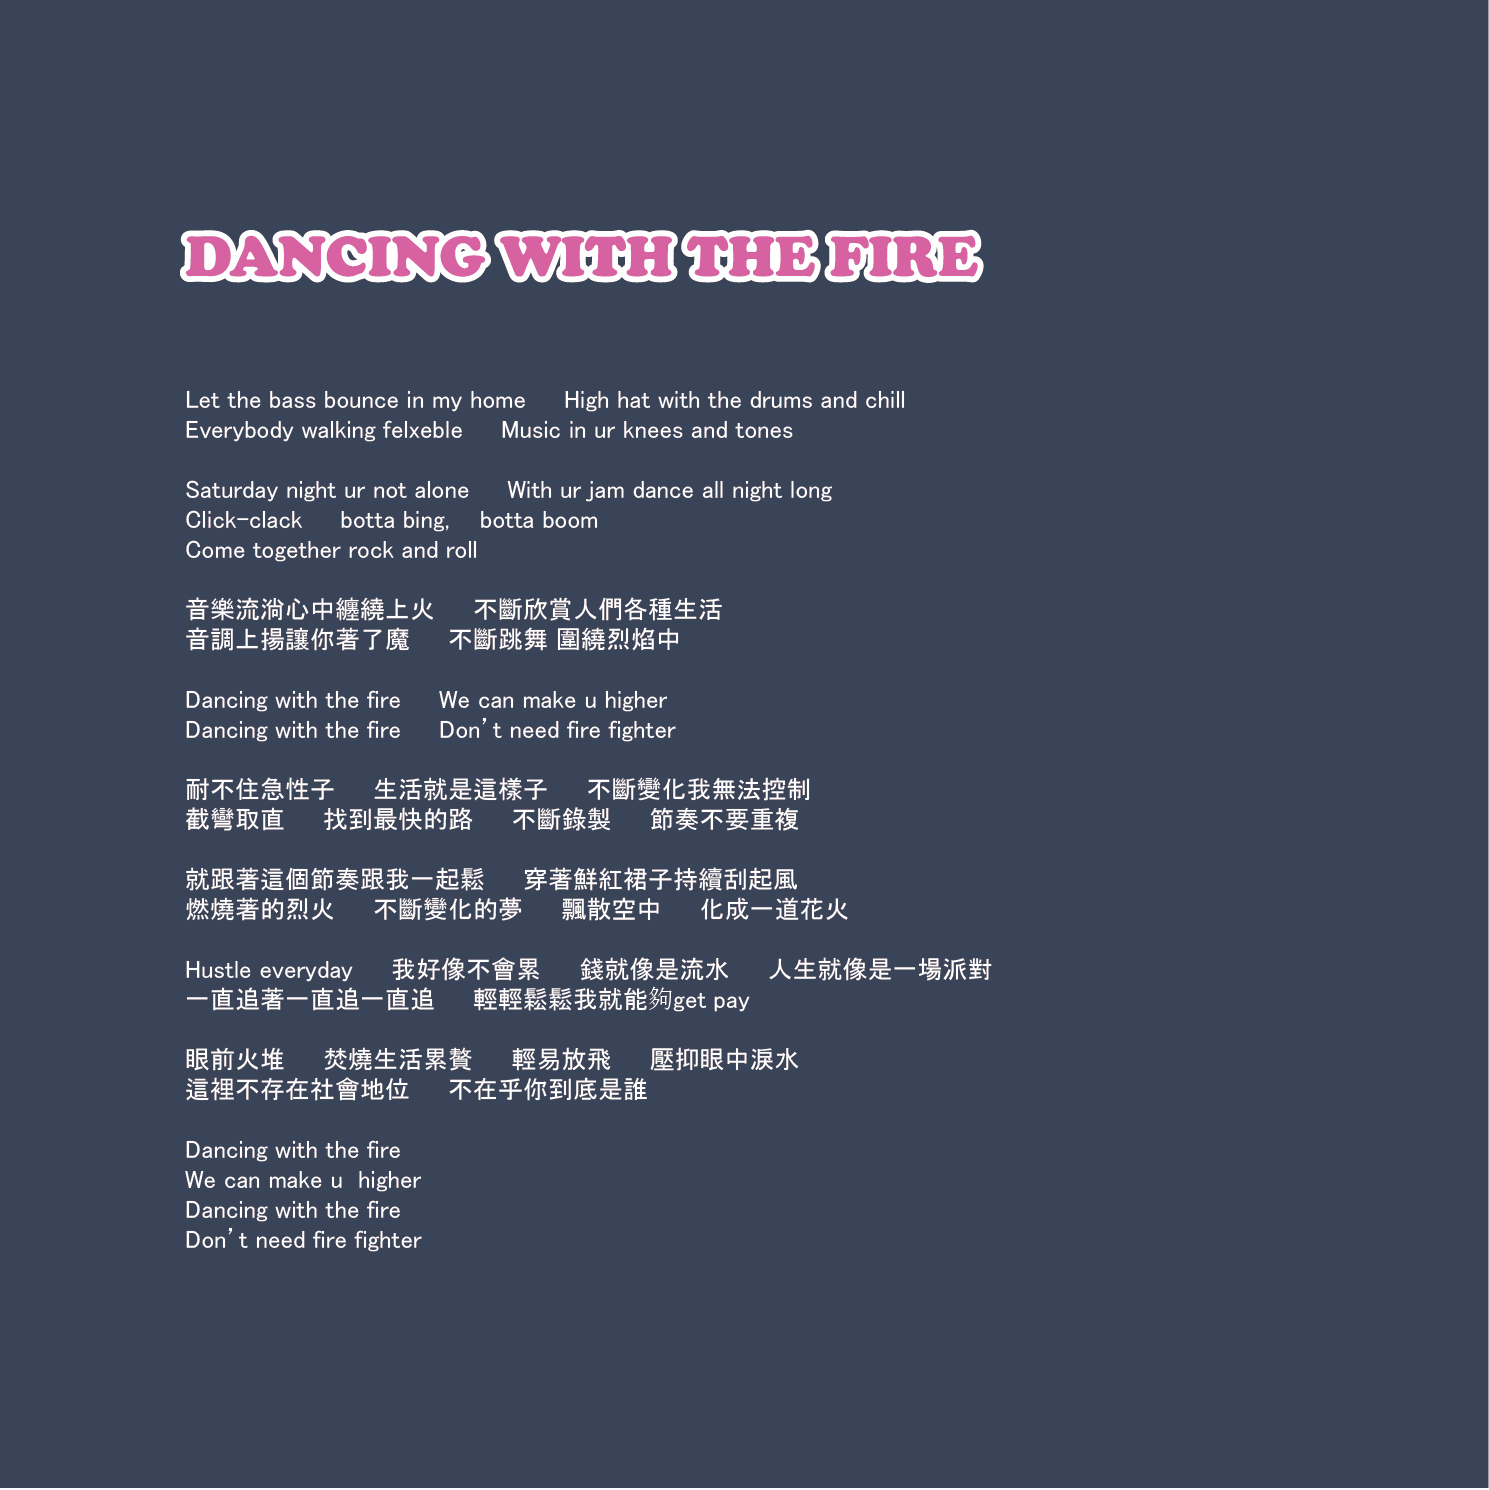 DANCING WITH THE FIRE
Let the bass bounce in my home High hat with the drums and chill
Everybody walking felxeble Music in ur knees and tones
Saturday night ur not alone With ur jam dance all night long
Click-clack botta bing, botta boom
Come together rock and roll
音樂流淌心中纏繞上火 不斷欣賞人們各種生活
音調上揚讓你著了魔 不斷跳舞 圍繞烈焰中
Dancing with the fire We can make u higher
Dancing with the fire Don’t need fire fighter
耐不住急性子 生活就是這樣子 不斷變化我無法控制
截彎取直 找到最快的路 不斷錄製 節奏不要重複
就跟著這個節奏跟我一起鬆 穿著鮮紅裙子持續刮起風
燃燒著的烈火 不斷變化的夢 飄散空中 化成一道花火
Hustle everyday 我好像不會累 錢就像是流水 人生就像是一場派對
一直追著一直追一直追 輕輕鬆鬆我就能夠get pay
眼前火堆 焚燒生活累贅 輕易放飛 壓抑眼中淚水
這裡不存在社會地位 不在乎你到底是誰
Dancing with the fire
We can make u higher
Dancing with the fire
Don’t need fire fighter